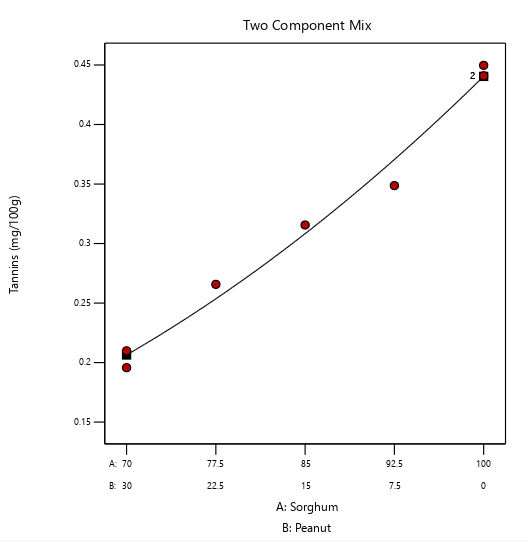 Two Component Mix
Tannins (mg/100g)
0.45
0.4
0.35
0.3
0.25
0.2
0.15
2
A: 70 77.5 85 92.5 100
B: 30 22.5 15 7.5 0
A: Sorghum
B: Peanut